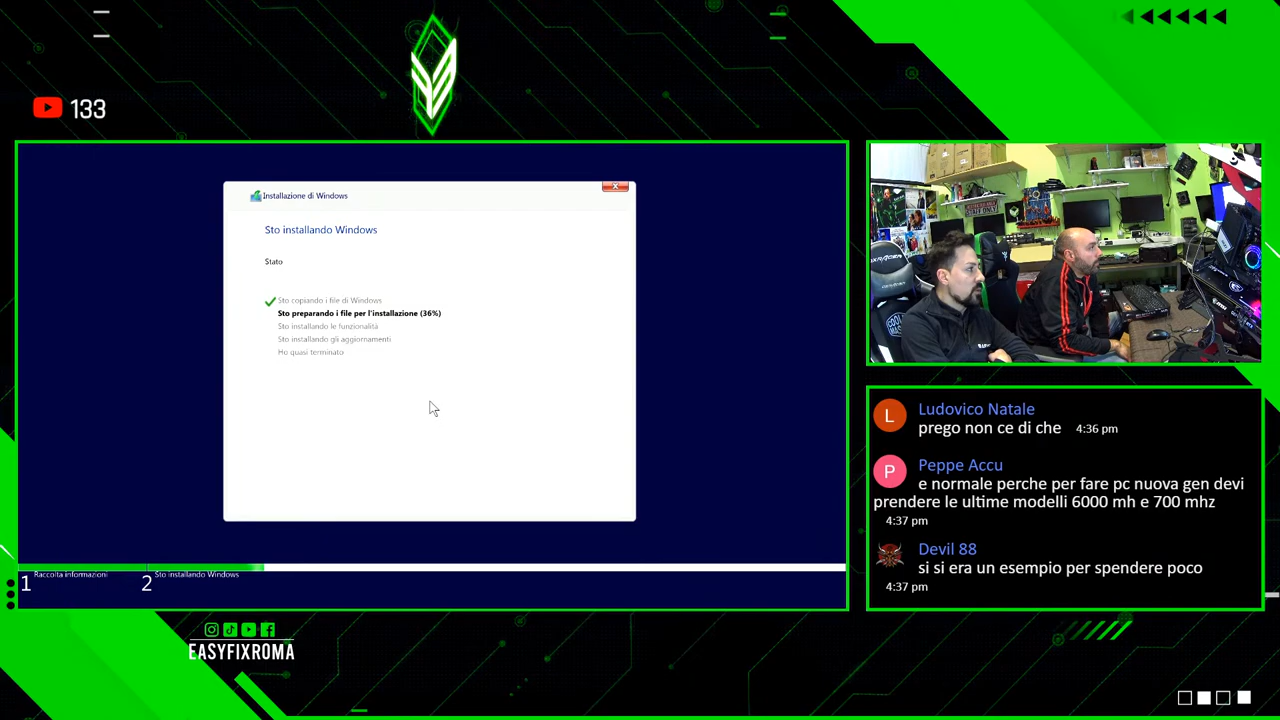 133
Installazione di Windows
Sto installando Windows
Stato
Sto copiando i file di Windows
Sto preparando i file per l'installazione (36%)
Sto installando le funzionalità
Sto installando gli aggiornamenti
Ho quasi terminato
1 Raccolta informazioni
2 Sto installando Windows
L Ludovico Natale
prego non ce di che 4:36 pm
P Peppe Accu
e normale perche per fare pc nuova gen devi
prendere le ultime modelli 6000 mh e 700 mhz
4:37 pm
Devil 88
si si era un esempio per spendere poco
4:37 pm
EASYFIXROMA